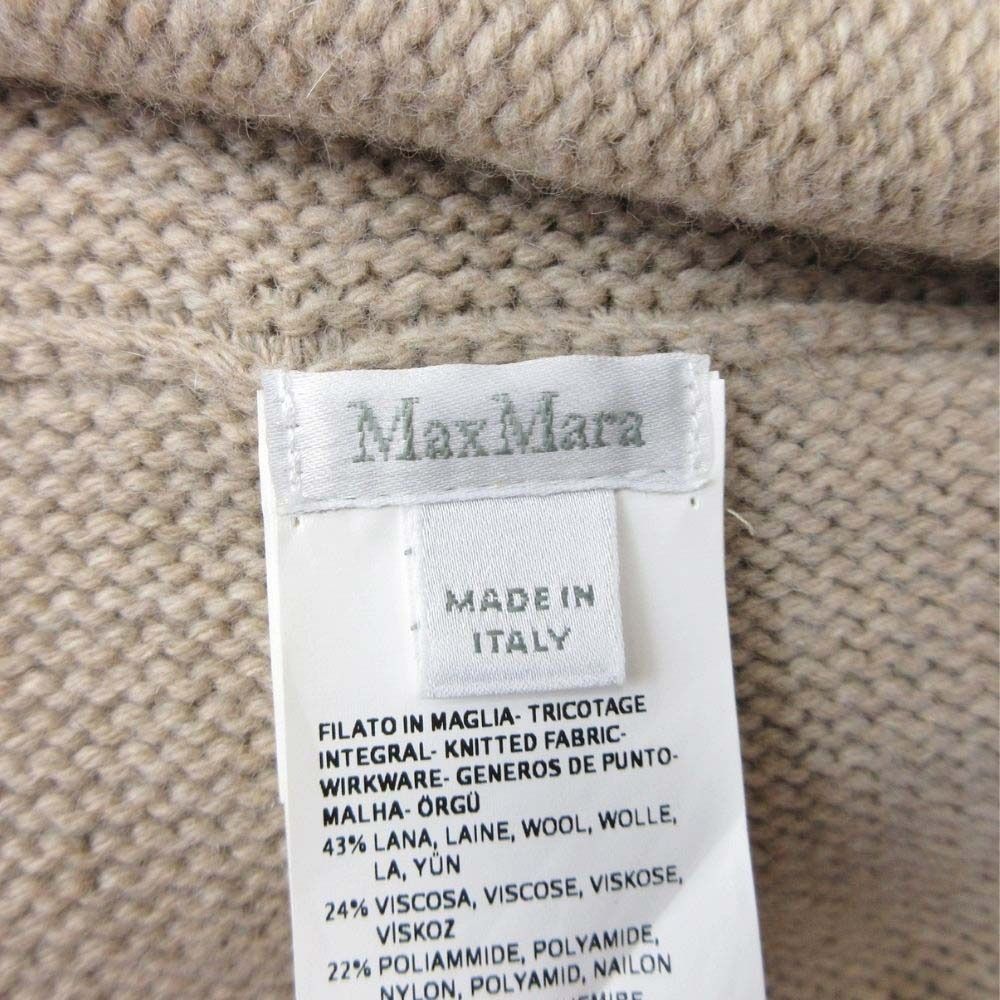 MaxMara
MADE IN
ITALY
FILATO IN MAGLIA- TRICOTAGE
INTEGRAL- KNITTED FABRIC-
WIRKWARE- GENEROS DE PUNTO-
MALHA- ÖRGÜ
43% LANA, LAINE, WOOL, WOLLE,
LA, YÜN
24% VISCOSA, VISCOSE, VISKOSE,
VİSKOZ
22% POLIAMMIDE, POLYAMIDE,
NYLON, POLYAMID, NAILON